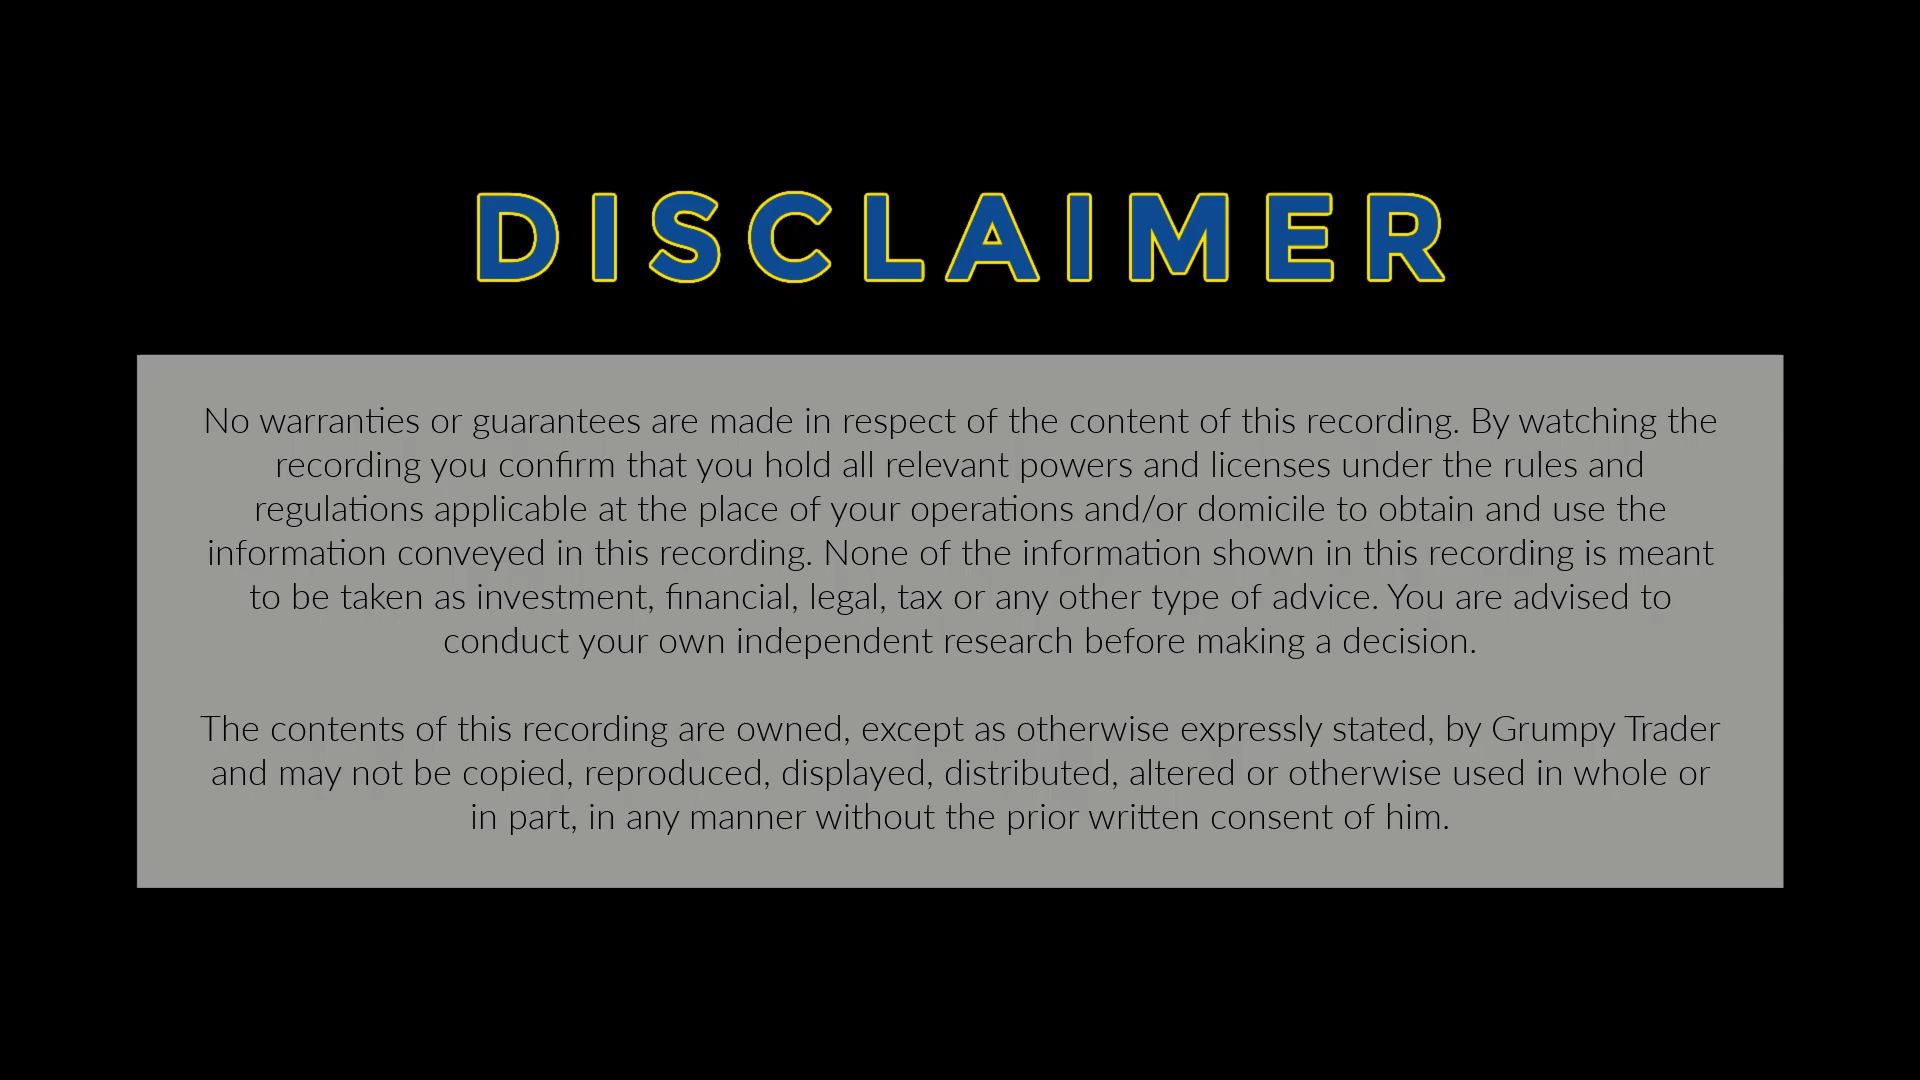 DISCLAIMER
No warranties or guarantees are made in respect of the content of this recording. By watching the
recording you confirm that you hold all relevant powers and licenses under the rules and
regulations applicable at the place of your operations and/or domicile to obtain and use the
information conveyed in this recording. None of the information shown in this recording is meant
to be taken as investment, financial, legal, tax or any other type of advice. You are advised to
conduct your own independent research before making a decision.
The contents of this recording are owned, except as otherwise expressly stated, by Grumpy Trader
and may not be copied, reproduced, displayed, distributed, altered or otherwise used in whole or
in part, in any manner without the prior written consent of him.